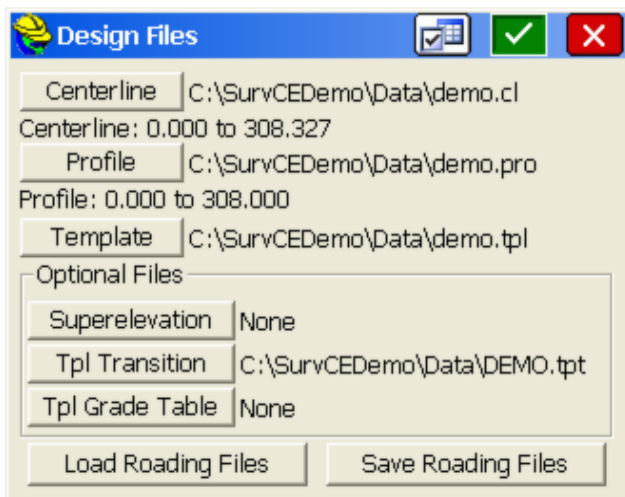 Design Files
Centerline C:\SurvCEDemo\Data\demo.cl
Centerline: 0.000 to 308.327
Profile C:\SurvCEDemo\Data\demo.pro
Profile: 0.000 to 308.000
Template C:\SurvCEDemo\Data\demo.tpl
Optional Files
Superelevation None
Tpl Transition C:\SurvCEDemo\Data\DEMO.tpt
Tpl Grade Table None
Load Roading Files Save Roading Files